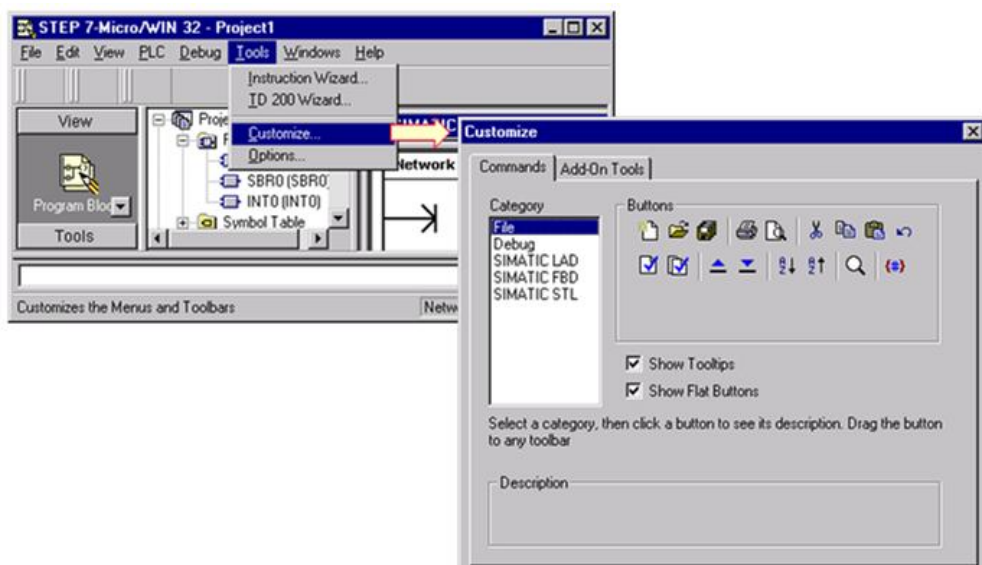 STEP 7-Micro/WIN 32 - Project1
File Edit View PLC Debug Tools Windows Help
Instruction Wizard...
TD 200 Wizard...
Customize...
Options...
View
Program Bloc
Tools
Proje
SBR0 (SBR0)
INT0 (INT0)
Symbol Table
SIMATIC
Network
Customizes the Menus and Toolbars
Netw
Customize
Commands
Add-On Tools
Category
File
Debug
SIMATIC LAD
SIMATIC FBD
SIMATIC STL
Buttons
Show Tooltips
Show Flat Buttons
Select a category, then click a button to see its description. Drag the button
to any toolbar
Description